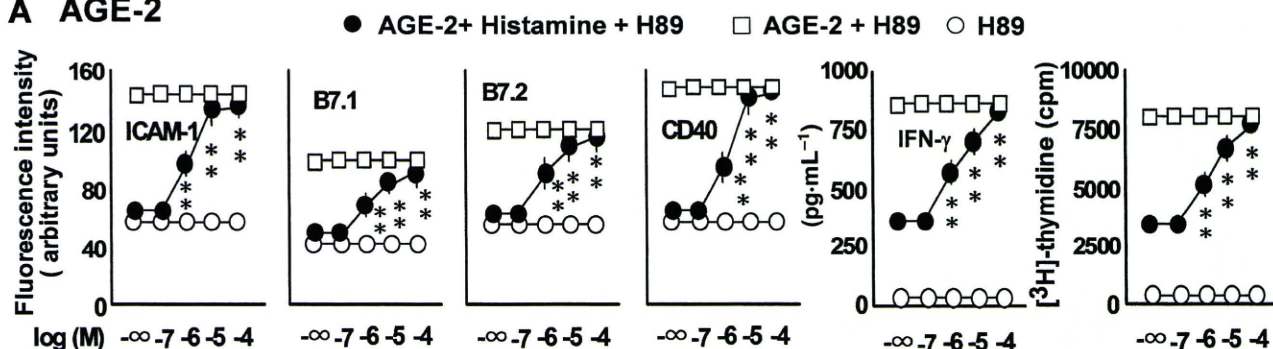 A AGE-2
● AGE-2+ Histamine + H89 □ AGE-2 + H89 ○ H89
Fluorescence intensity
( arbitrary units)
160
120
80
40
0
ICAM-1
B7.1
B7.2
CD40
(pg·mL⁻¹)
1000
750
500
250
0
IFN-γ
[³H]-thymidine (cpm)
10000
7500
5000
2500
0
* * * * * *
* * * * * *
* * * * * *
* * * * * *
* * * * * *
* * * * * *
log (M) -∞ -7 -6 -5 -4 -∞ -7 -6 -5 -4 -∞ -7 -6 -5 -4 -∞ -7 -6 -5 -4 -∞ -7 -6 -5 -4 -∞ -7 -6 -5 -4